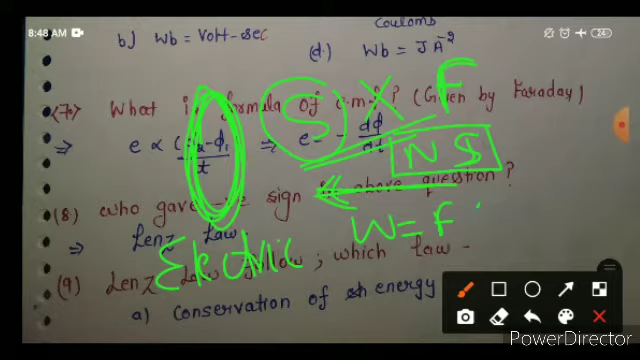 8:48 AM
24
Coulomb
b) Wb = Volt-sec
(d.) Wb = J A⁻²
(7.) What is formula of e.m.f? (Given by Faraday)
⇒ e ∝ (ϕ₂-ϕ₁)/t ⇒ e = - dϕ/dt
S X F
N S
(8) who gave -ve sign in above question?
⇒ Lenz Law
W = F
Electric
(9) Lenz Law follow, which law -
a) Conservation of energy
PowerDirector